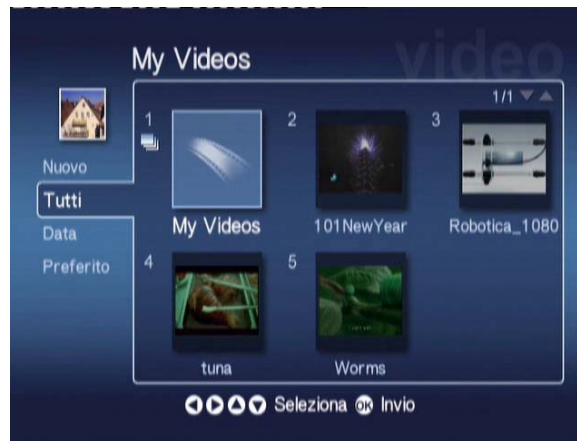 video
My Videos
1/1
1
2
3
Nuovo
Tutti
Data
Preferito
My Videos
101NewYear
Robotica_1080
4
5
tuna
Worms
Seleziona OK Invio